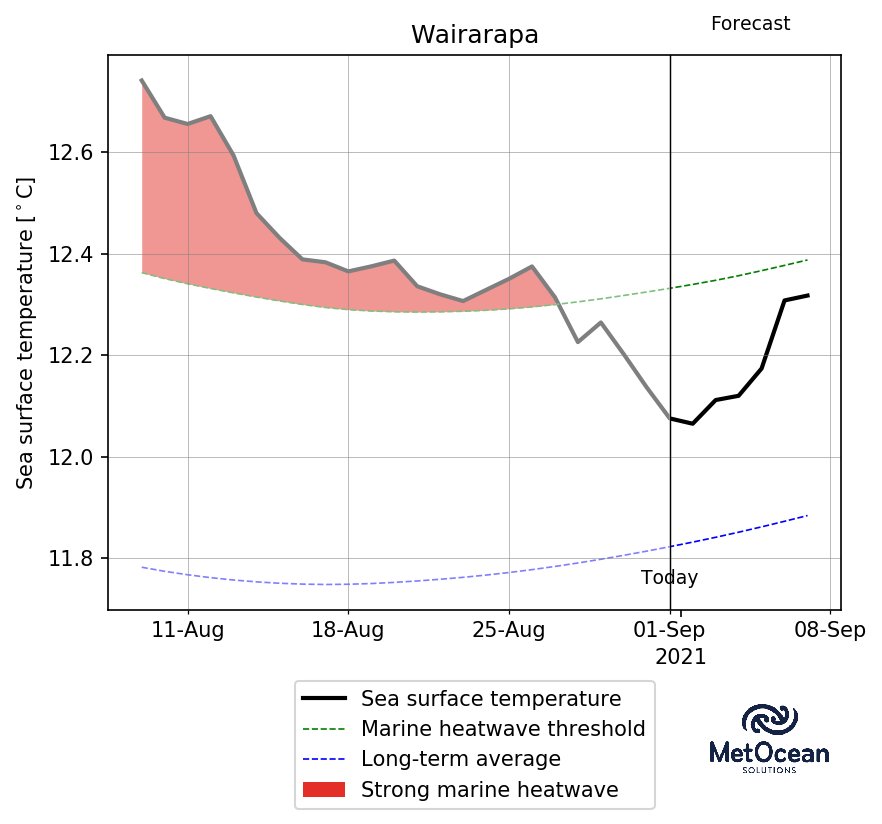 Forecast
Wairarapa
Sea surface temperature [°C]
12.6
12.4
12.2
12.0
11.8
Today
11-Aug 18-Aug 25-Aug 01-Sep 08-Sep
2021
Sea surface temperature
Marine heatwave threshold
Long-term average
Strong marine heatwave
MetOcean
SOLUTIONS